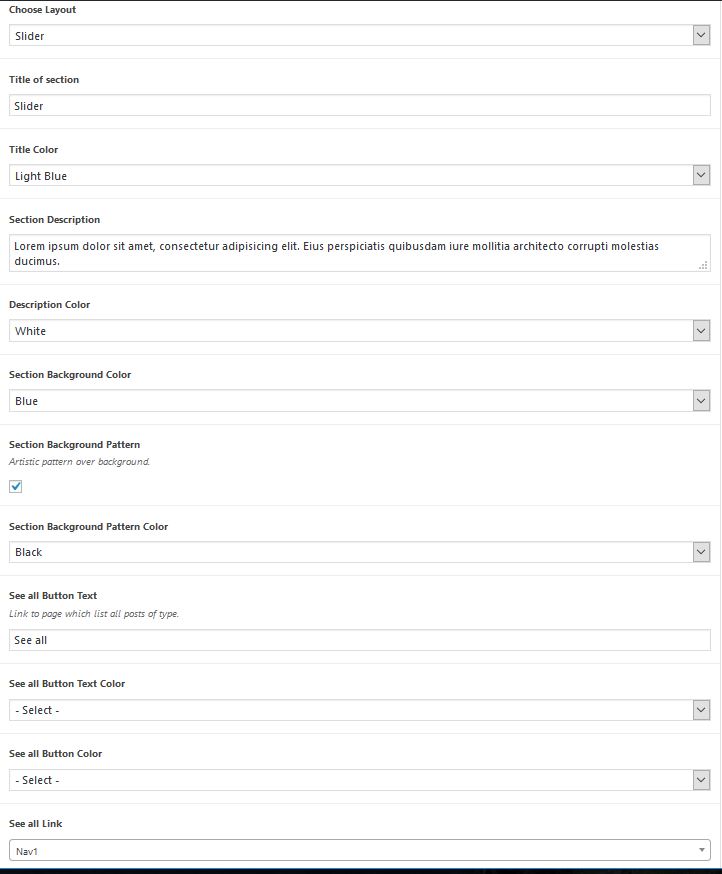 Choose Layout
Slider
Title of section
Slider
Title Color
Light Blue
Section Description
Lorem ipsum dolor sit amet, consectetur adipisicing elit. Eius perspiciatis quibusdam iure mollitia architecto corrupti molestias
ducimus.
Description Color
White
Section Background Color
Blue
Section Background Pattern
Artistic pattern over background.
Section Background Pattern Color
Black
See all Button Text
Link to page which list all posts of type.
See all
See all Button Text Color
- Select -
See all Button Color
- Select -
See all Link
Nav1